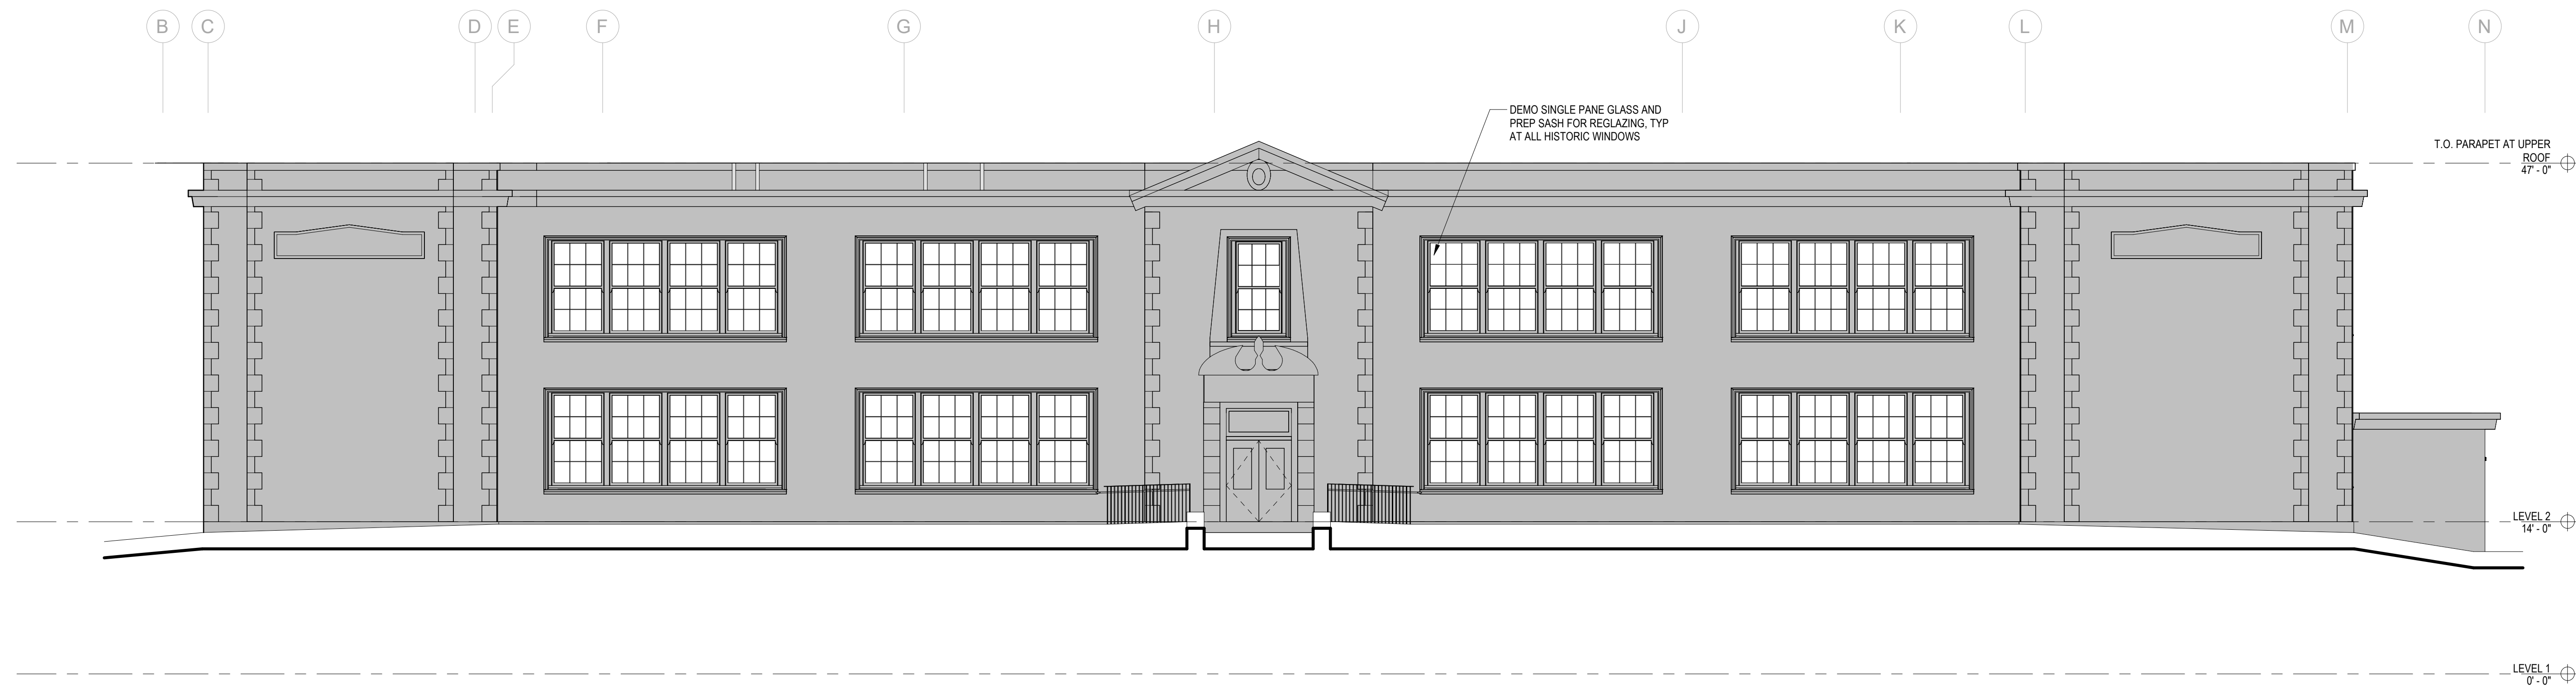 B C D E F G H J K L M N
DEMO SINGLE PANE GLASS AND
PREP SASH FOR REGLAZING, TYP
AT ALL HISTORIC WINDOWS
T.O. PARAPET AT UPPER
ROOF
47' - 0"
LEVEL 2
14' - 0"
LEVEL 1
0' - 0"